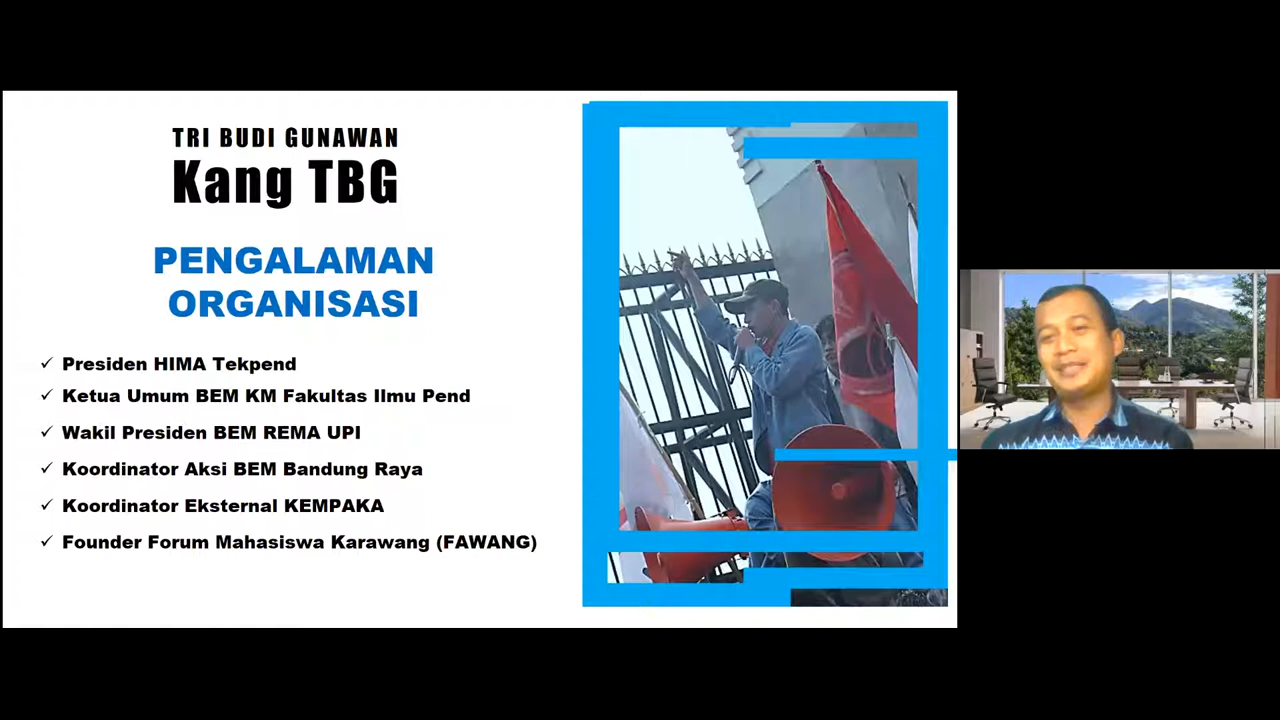 TRI BUDI GUNAWAN
Kang TBG
PENGALAMAN
ORGANISASI
✓ Presiden HIMA Tekpend
✓ Ketua Umum BEM KM Fakultas Ilmu Pend
✓ Wakil Presiden BEM REMA UPI
✓ Koordinator Aksi BEM Bandung Raya
✓ Koordinator Eksternal KEMPAKA
✓ Founder Forum Mahasiswa Karawang (FAWANG)